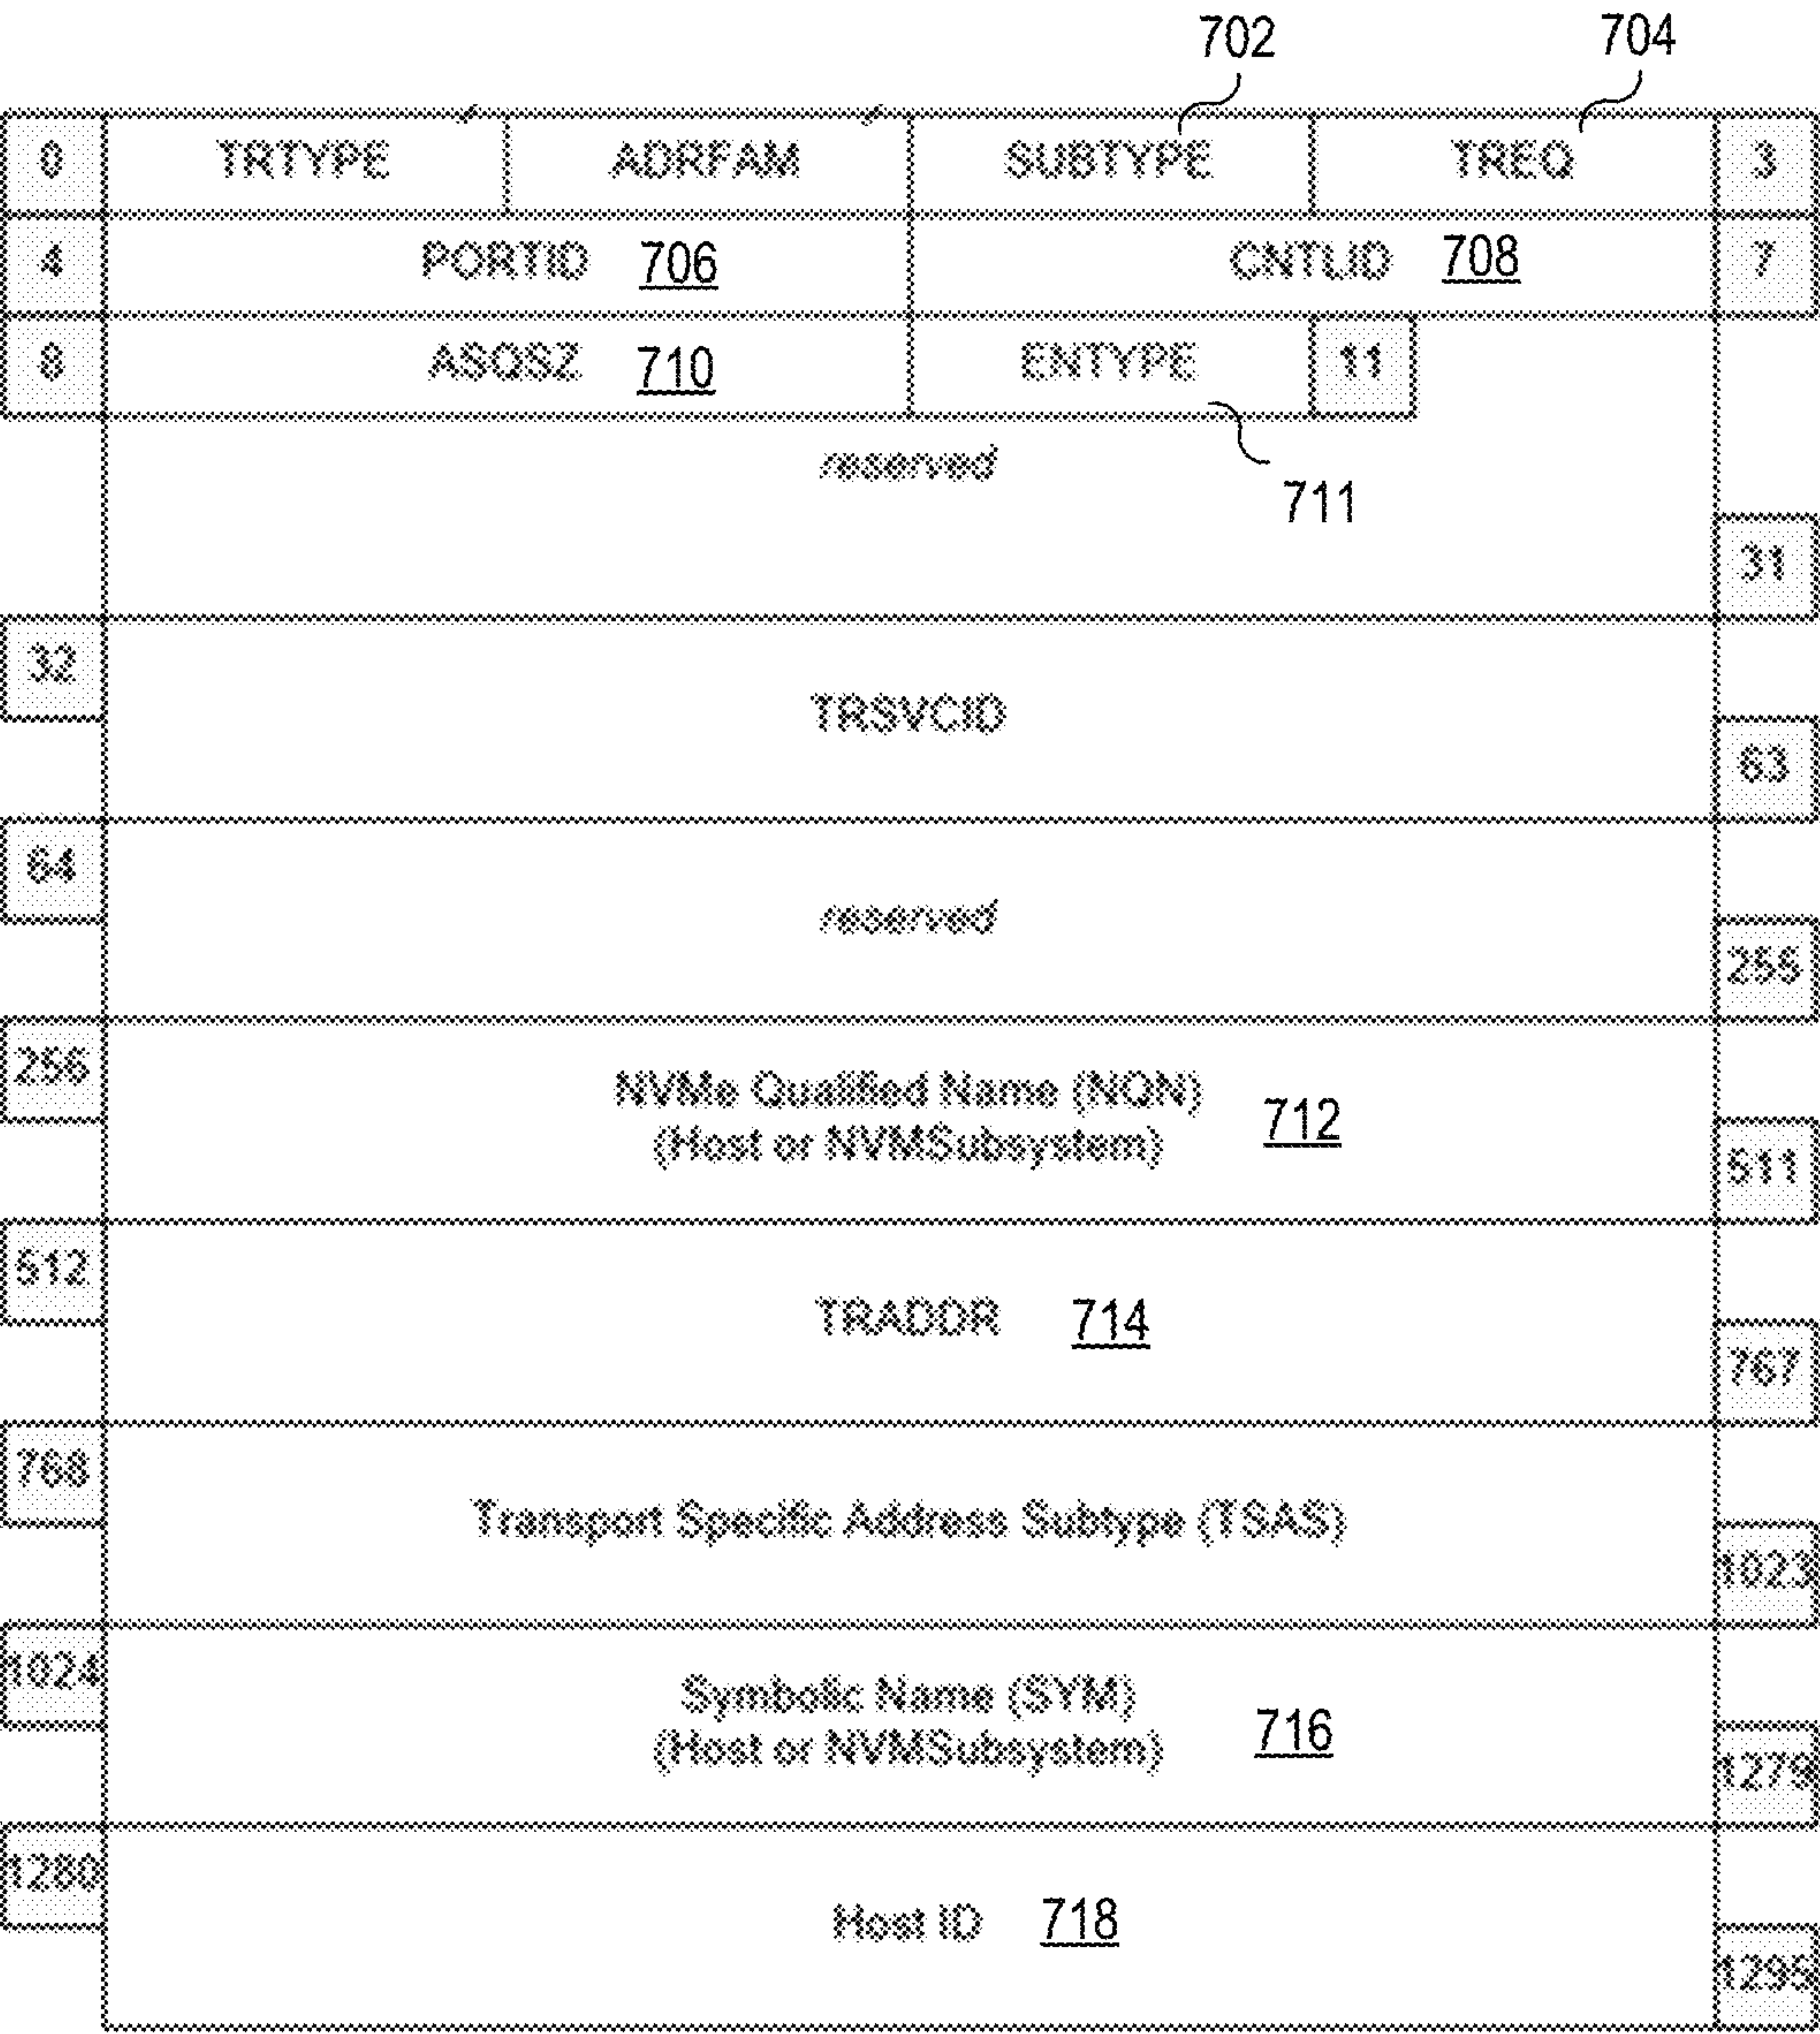 702 704
0 TRTYPE ADRFAM SUBTYPE TREQ 3
4 PORTID 706 CNTLID 708 7
8 ASQSZ 710 ENTYPE 11
reserved
711
31
32
TRSVCID
63
64
reserved
255
256
NVMe Qualified Name (NQN)
(Host or NVMSubsystem) 712
511
512
TRADDR 714
767
768
Transport Specific Address Subtype (TSAS)
1023
1024
Symbolic Name (SYM)
(Host or NVMSubsystem) 716
1279
1280
Host ID 718
1295